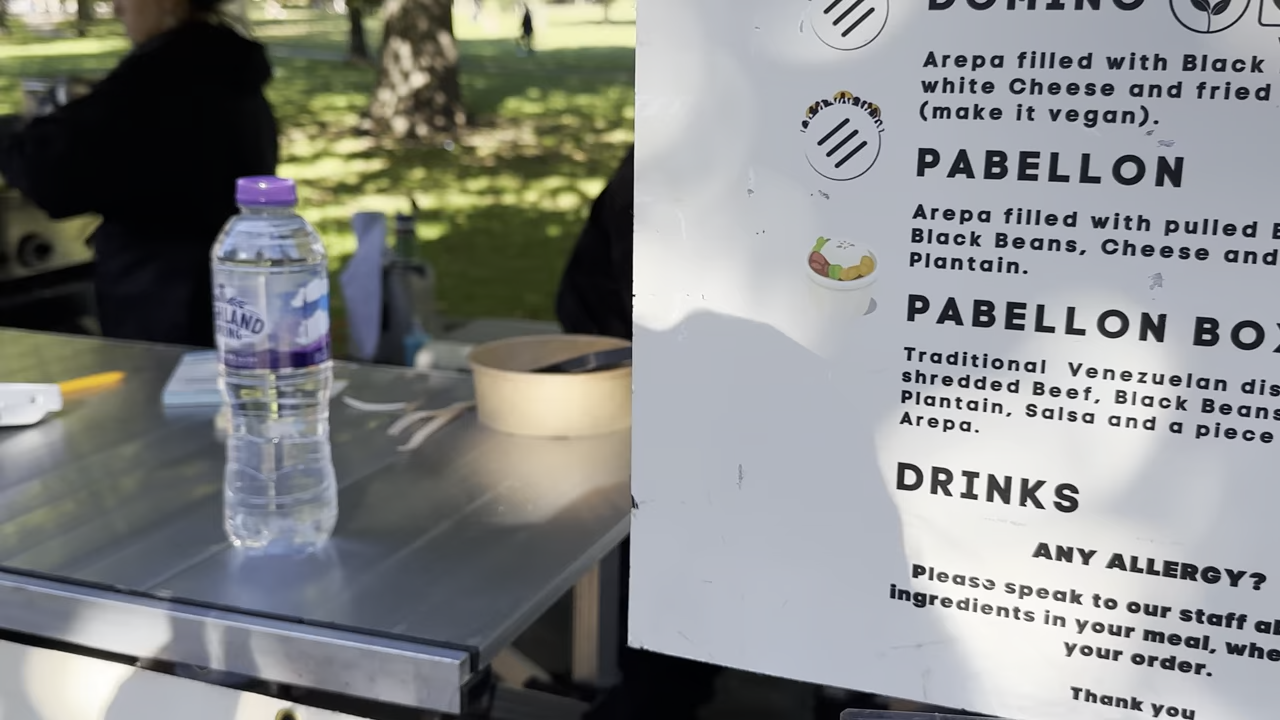 DOMINO
Arepa filled with Black
white Cheese and fried
(make it vegan).
PABELLON
Arepa filled with pulled B
Black Beans, Cheese and
Plantain.
PABELLON BOX
Traditional Venezuelan dis
shredded Beef, Black Beans
Plantain, Salsa and a piece
Arepa.
DRINKS
ANY ALLERGY?
Please speak to our staff ab
ingredients in your meal, whe
your order.
Thank you
HLAND